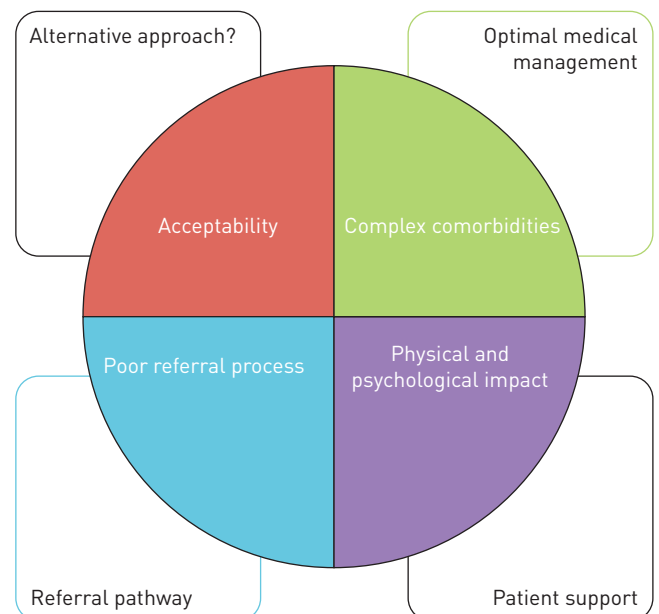 Alternative approach?
Optimal medical
management
Acceptability
Complex comorbidities
Poor referral process
Physical and
psychological impact
Referral pathway
Patient support